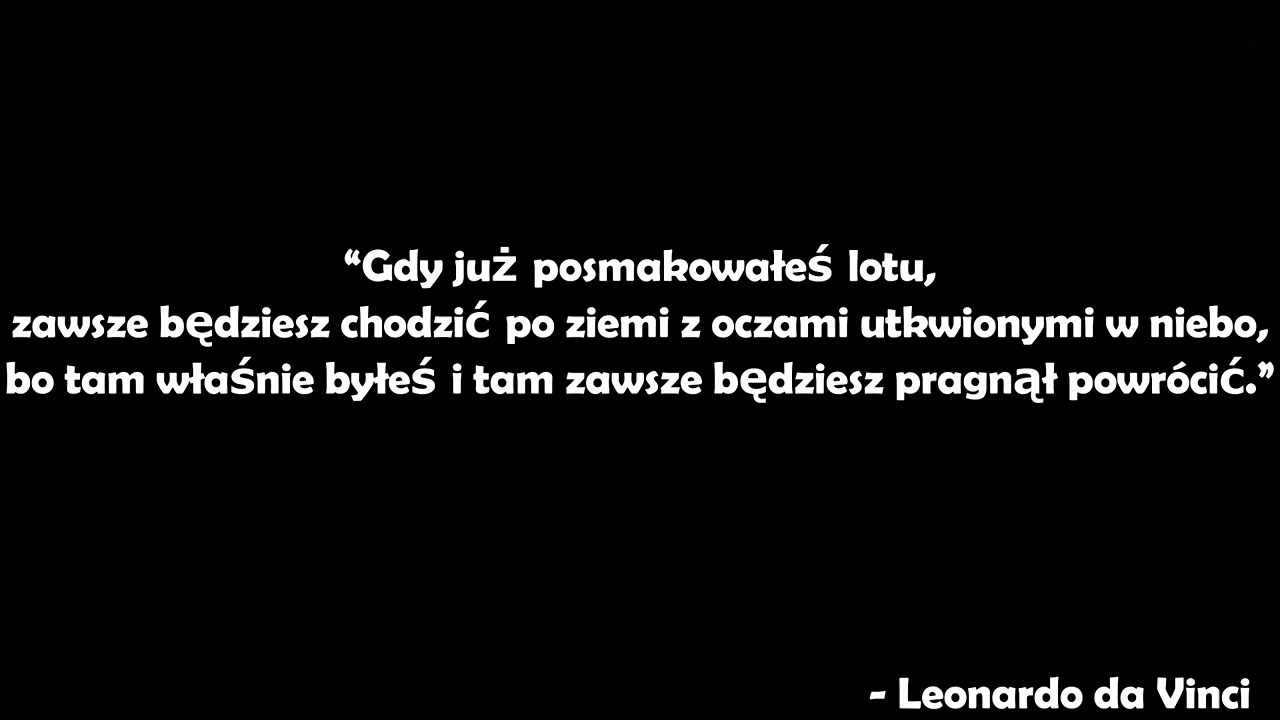 “Gdy już posmakowałeś lotu,
zawsze będziesz chodzić po ziemi z oczami utkwionymi w niebo,
bo tam właśnie byłeś i tam zawsze będziesz pragnął powrócić.”
- Leonardo da Vinci